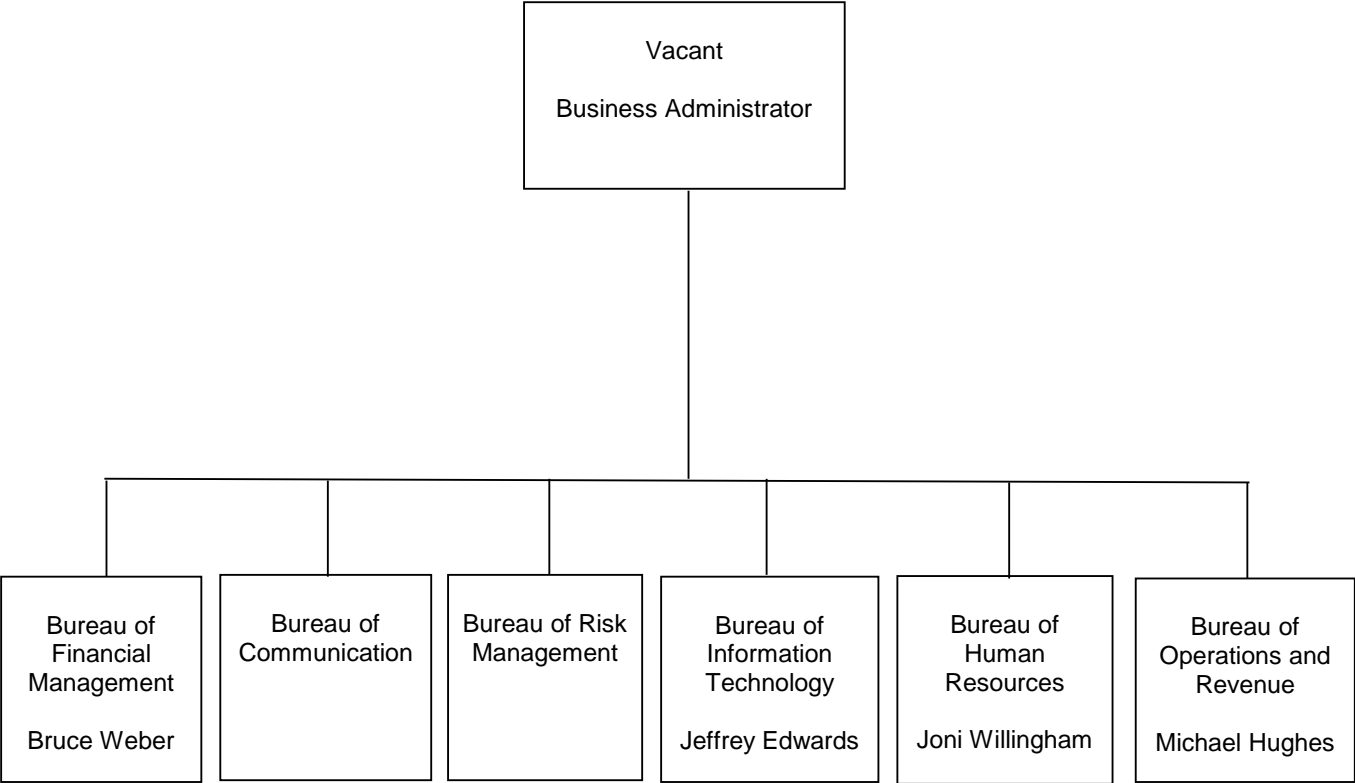 Vacant
Business Administrator
Bureau of
Financial
Management
Bruce Weber
Bureau of
Communication
Bureau of Risk
Management
Bureau of
Information
Technology
Jeffrey Edwards
Bureau of
Human
Resources
Joni Willingham
Bureau of
Operations and
Revenue
Michael Hughes